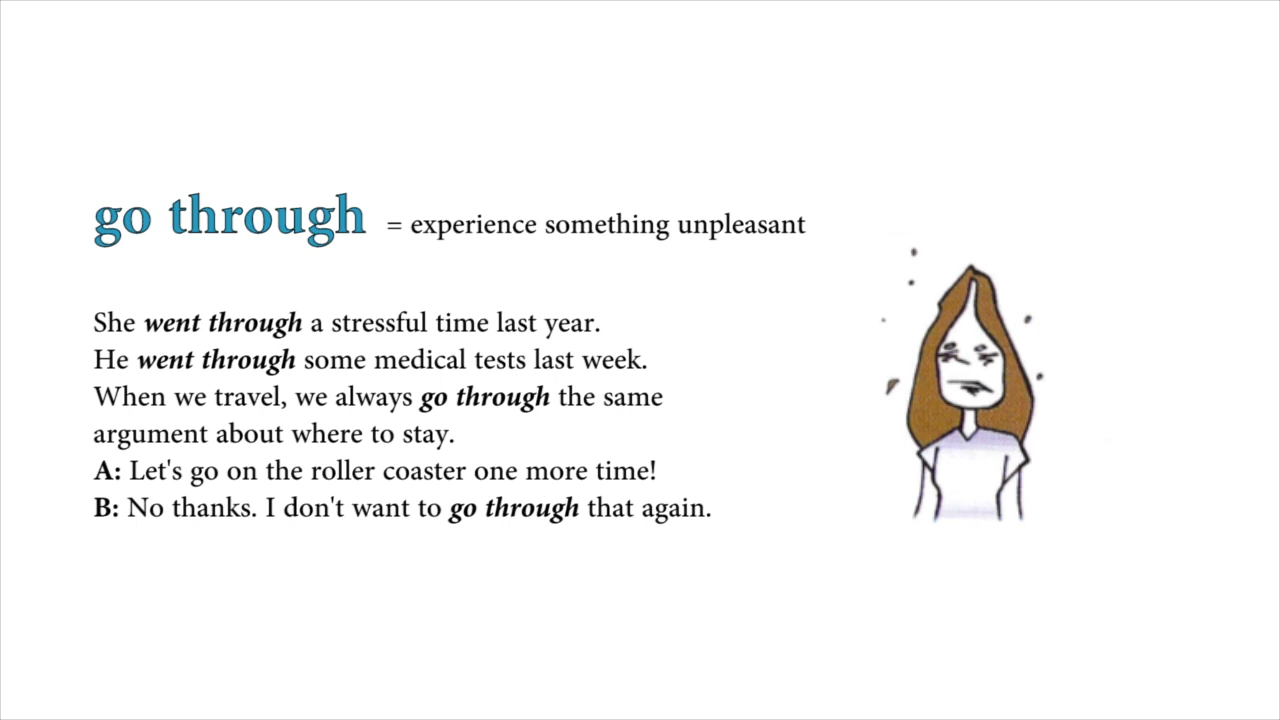 go through = experience something unpleasant
She went through a stressful time last year.
He went through some medical tests last week.
When we travel, we always go through the same
argument about where to stay.
A: Let's go on the roller coaster one more time!
B: No thanks. I don't want to go through that again.